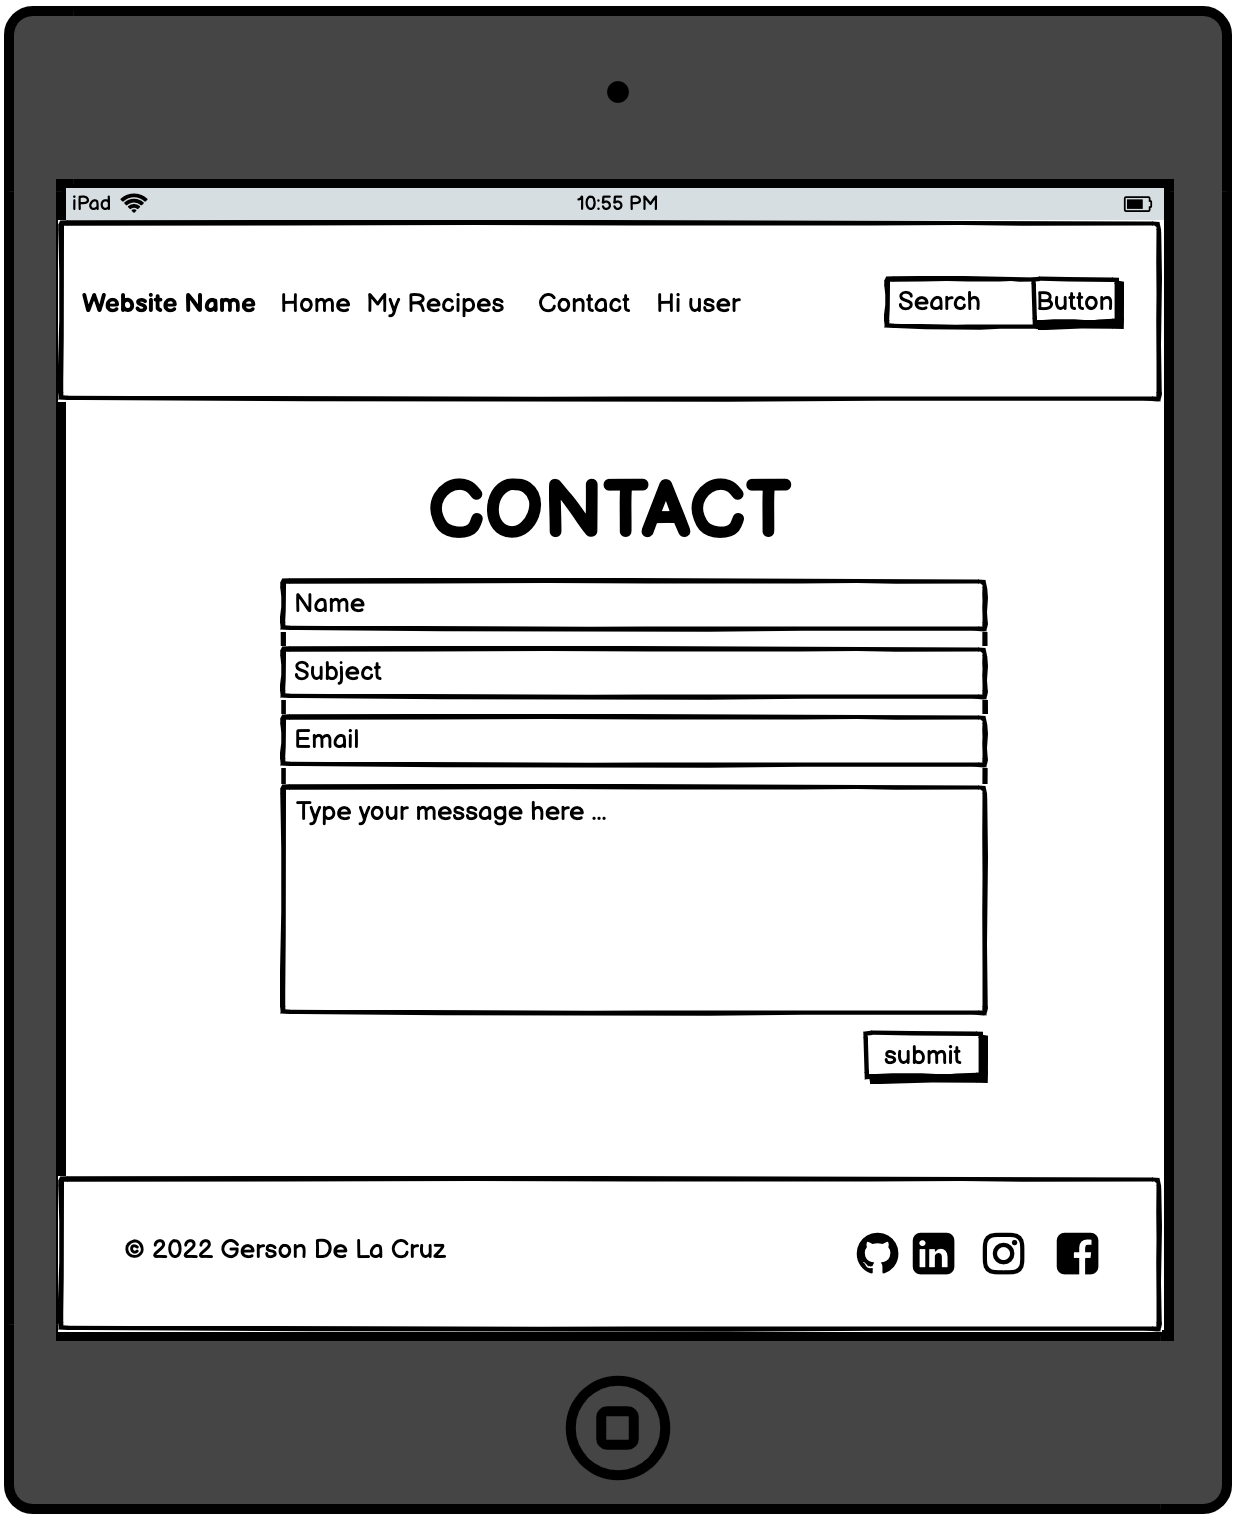 iPad 10:55 PM
Website Name Home My Recipes Contact Hi user Search Button
CONTACT
Name
Subject
Email
Type your message here ...
submit
© 2022 Gerson De La Cruz in